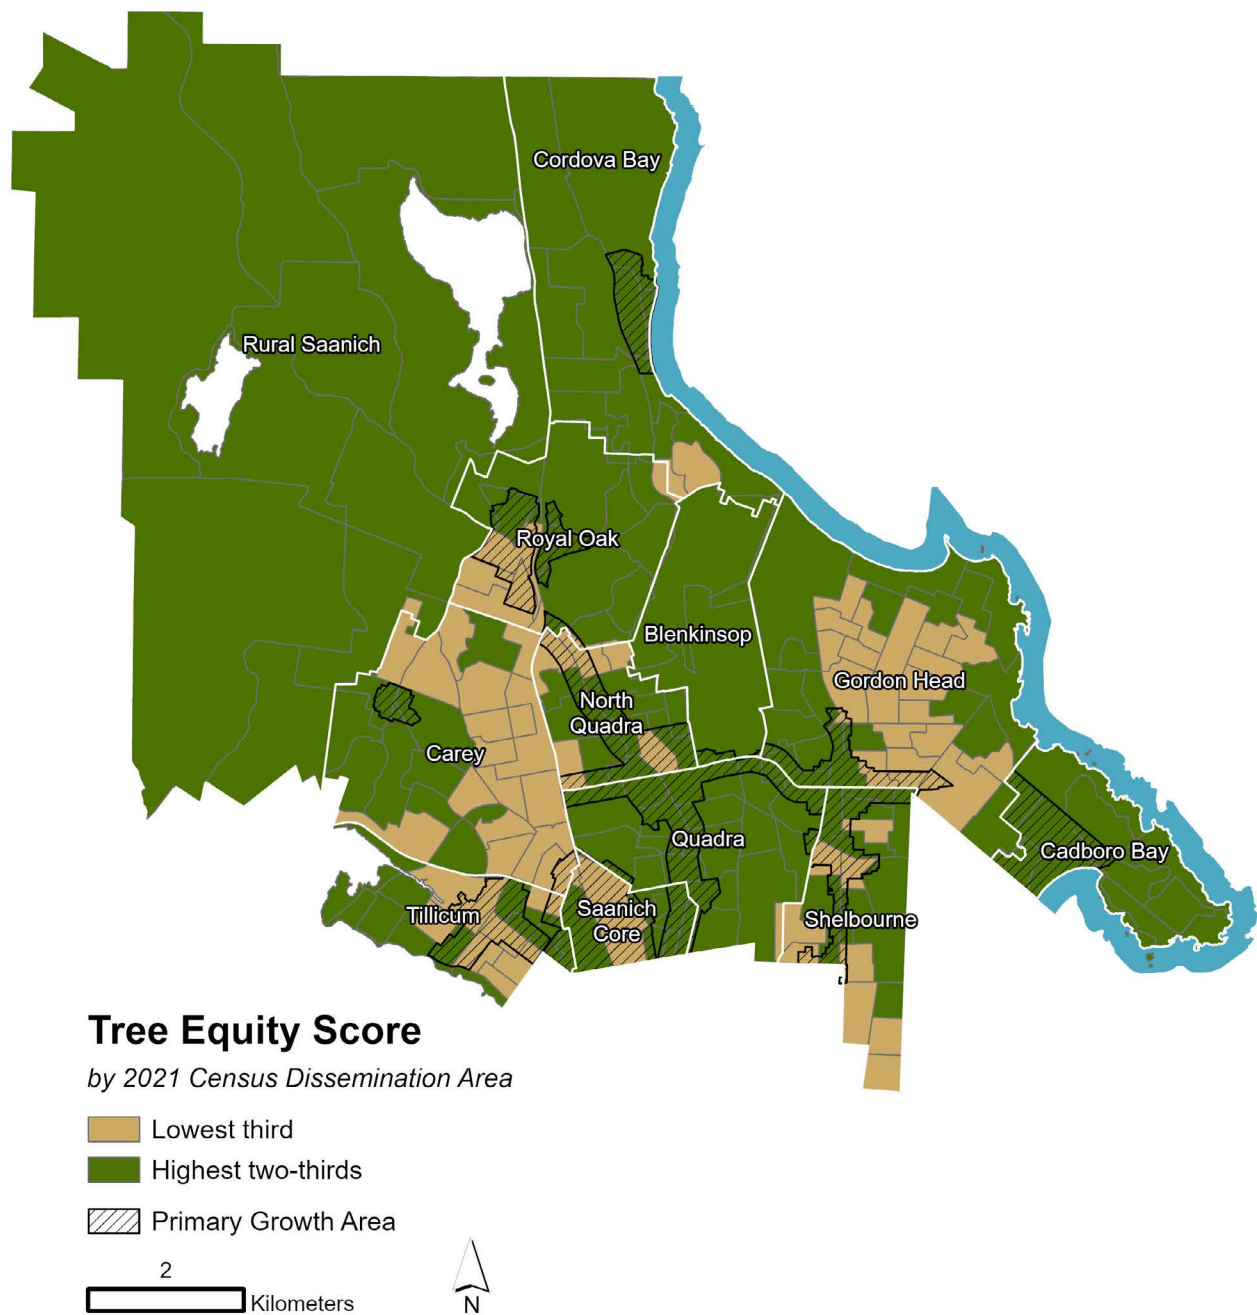 Cordova Bay
Rural Saanich
Royal Oak
Blenkinsop
Gordon Head
North
Quadra
Carey
Quadra
Cadboro Bay
Tillicum
Saanich
Core
Shelbourne
Tree Equity Score
by 2021 Census Dissemination Area
Lowest third
Highest two-thirds
Primary Growth Area
2
Kilometers
N